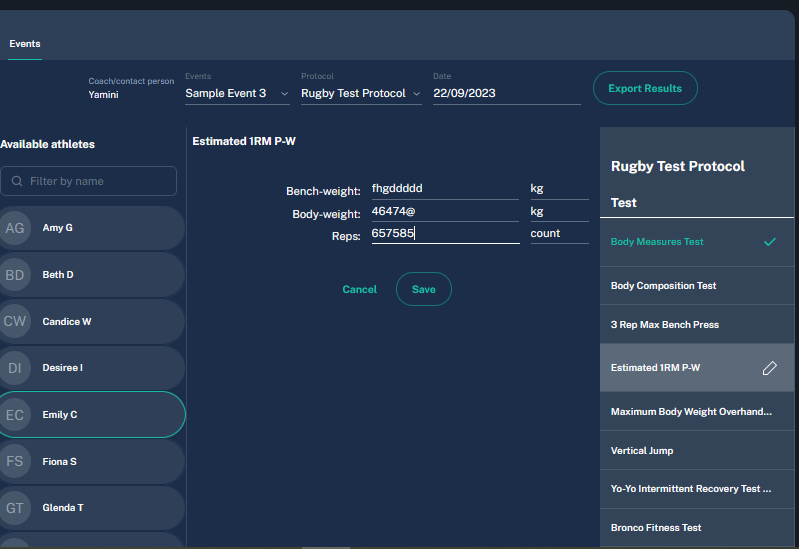 Events
Coach/contact person
Yamini
Events
Sample Event 3
Protocol
Rugby Test Protocol
Date
22/09/2023
Export Results
Available athletes
Filter by name
AG Amy G
BD Beth D
CW Candice W
DI Desiree I
EC Emily C
FS Fiona S
GT Glenda T
Estimated 1RM P-W
Bench-weight: fhgddddd kg
Body-weight: 46474@ kg
Reps: 657585 count
Cancel Save
Rugby Test Protocol
Test
Body Measures Test
Body Composition Test
3 Rep Max Bench Press
Estimated 1RM P-W
Maximum Body Weight Overhand...
Vertical Jump
Yo-Yo Intermittent Recovery Test ...
Bronco Fitness Test